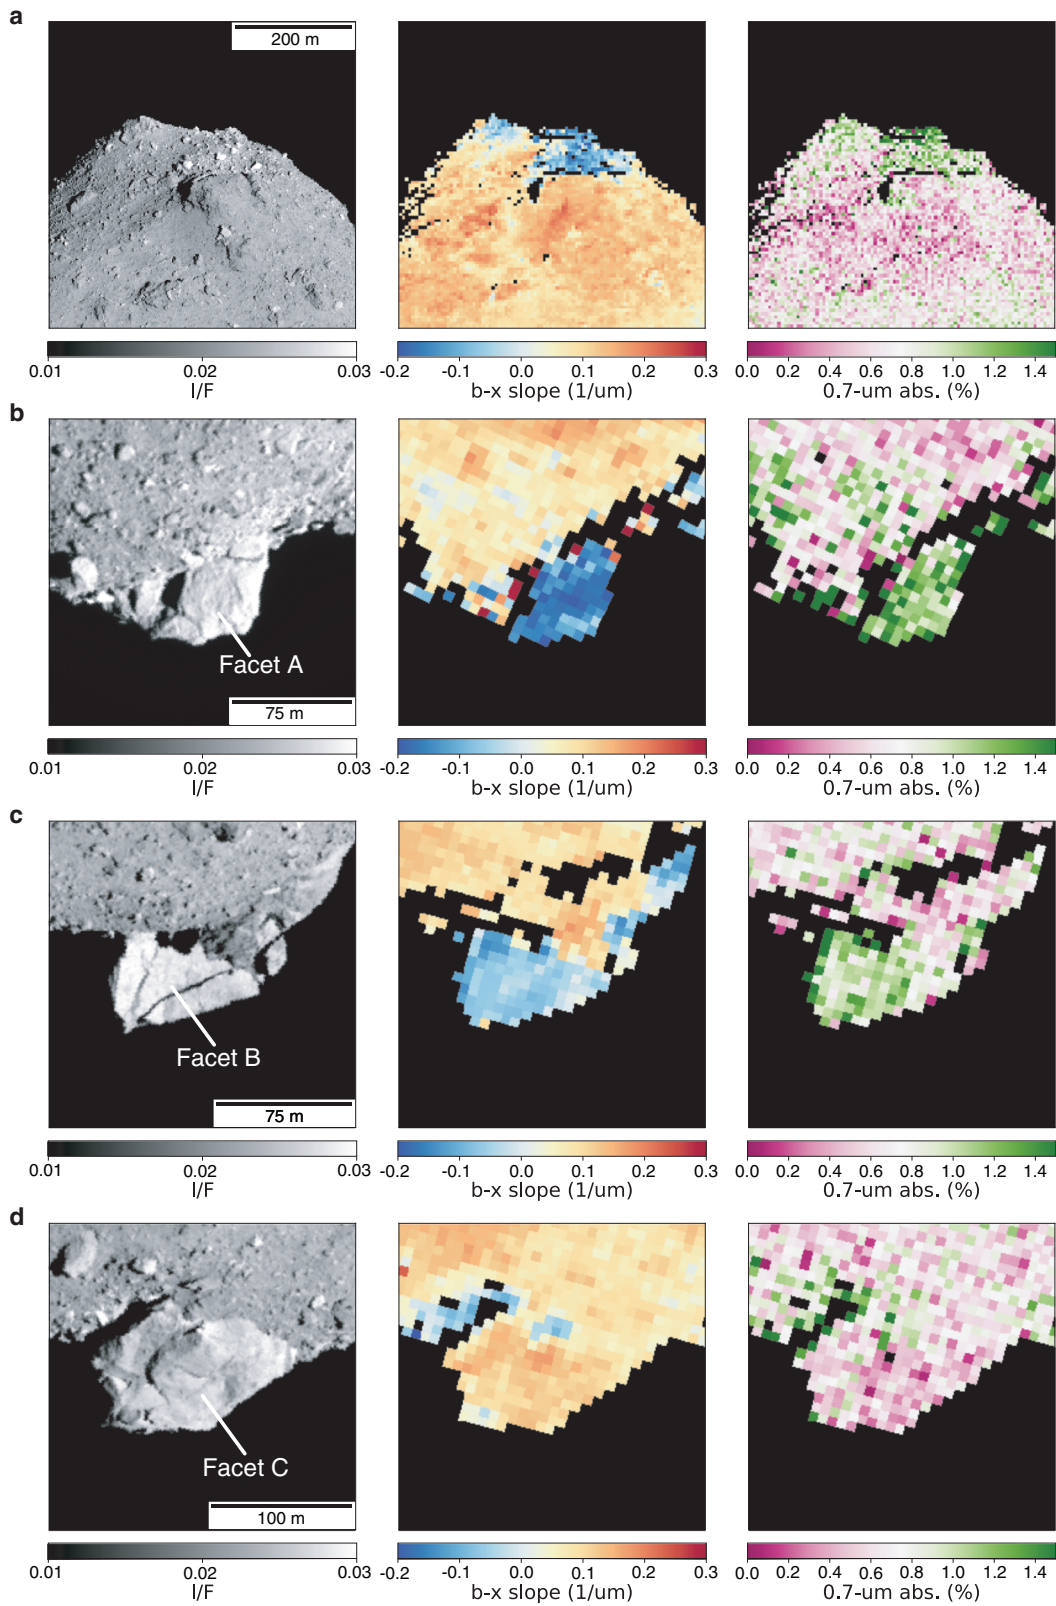 a
200 m
0.01 0.02 0.03
I/F
-0.2 -0.1 0.0 0.1 0.2 0.3
b-x slope (1/um)
0.0 0.2 0.4 0.6 0.8 1.0 1.2 1.4
0.7-um abs. (%)
b
Facet A
75 m
0.01 0.02 0.03
I/F
-0.2 -0.1 0.0 0.1 0.2 0.3
b-x slope (1/um)
0.0 0.2 0.4 0.6 0.8 1.0 1.2 1.4
0.7-um abs. (%)
c
Facet B
75 m
0.01 0.02 0.03
I/F
-0.2 -0.1 0.0 0.1 0.2 0.3
b-x slope (1/um)
0.0 0.2 0.4 0.6 0.8 1.0 1.2 1.4
0.7-um abs. (%)
d
Facet C
100 m
0.01 0.02 0.03
I/F
-0.2 -0.1 0.0 0.1 0.2 0.3
b-x slope (1/um)
0.0 0.2 0.4 0.6 0.8 1.0 1.2 1.4
0.7-um abs. (%)